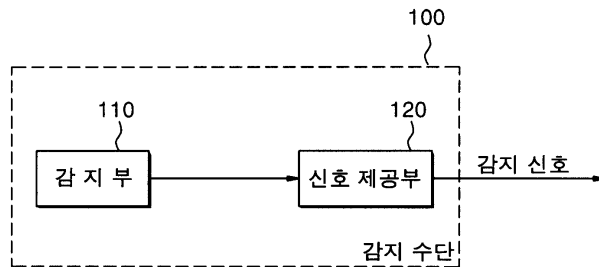 100
110
120
감 지 부
신호 제공부
감지 신호
감지 수단